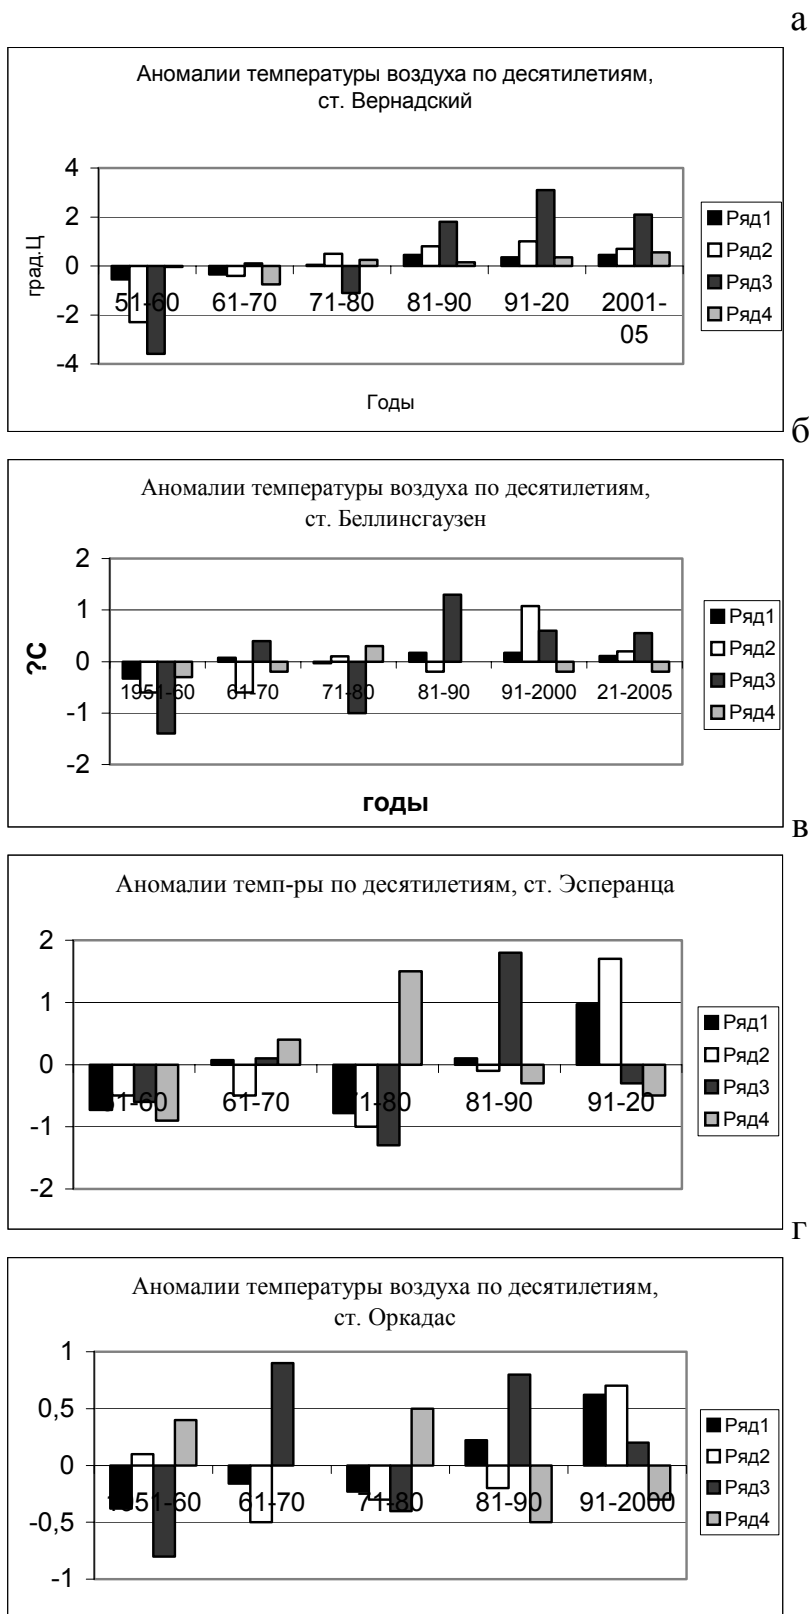 а
Аномалии температуры воздуха по десятилетиям,
ст. Вернадский
4
2
0
-2
-4
град.Ц
51-60 61-70 71-80 81-90 91-20 2001-
05
Годы
Ряд1
Ряд2
Ряд3
Ряд4
б
Аномалии температуры воздуха по десятилетиям,
ст. Беллинсгаузен
2
1
0
-1
-2
?С
1951-60 61-70 71-80 81-90 91-2000 21-2005
годы
Ряд1
Ряд2
Ряд3
Ряд4
в
Аномалии темп-ры по десятилетиям, ст. Эсперанца
2
1
0
-1
-2
51-60 61-70 71-80 81-90 91-20
Ряд1
Ряд2
Ряд3
Ряд4
г
Аномалии температуры воздуха по десятилетиям,
ст. Оркадас
1
0,5
0
-0,5
-1
1951-60 61-70 71-80 81-90 91-2000
Ряд1
Ряд2
Ряд3
Ряд4